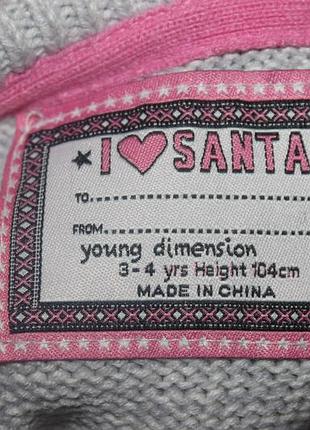 I ♥ SANTA
TO
FROM
young dimension
3-4 yrs Height 104cm
MADE IN CHINA